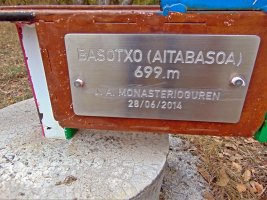 BASOTXO (AITABASOA)
699.m
J. A. MONASTERIOGUREN
28/06/2014